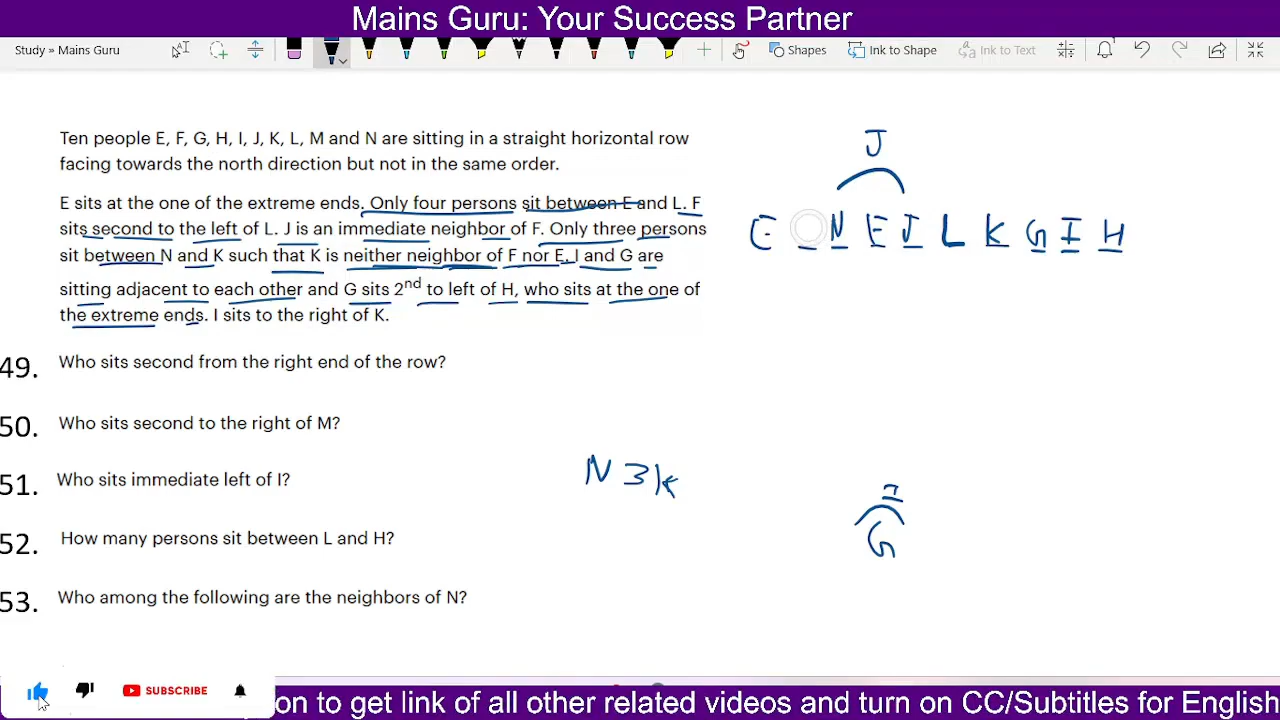 Mains Guru: Your Success Partner
Study » Mains Guru
Shapes
Ink to Shape
Ink to Text
Ten people E, F, G, H, I, J, K, L, M and N are sitting in a straight horizontal row
facing towards the north direction but not in the same order.
E sits at the one of the extreme ends. Only four persons sit between E and L. F
sits second to the left of L. J is an immediate neighbor of F. Only three persons
sit between N and K such that K is neither neighbor of F nor E. I and G are
sitting adjacent to each other and G sits 2nd to left of H, who sits at the one of
the extreme ends. I sits to the right of K.
49. Who sits second from the right end of the row?
50. Who sits second to the right of M?
51. Who sits immediate left of I?
52. How many persons sit between L and H?
53. Who among the following are the neighbors of N?
J
E N E J L K G I H
N 3 K
G
SUBSCRIBE
on to get link of all other related videos and turn on CC/Subtitles for English